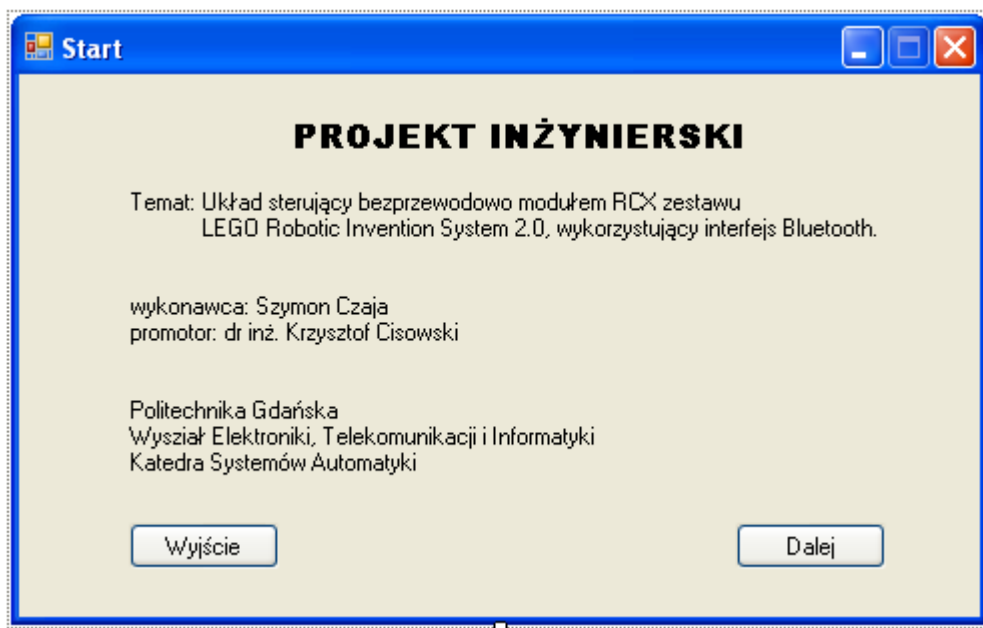 Start
PROJEKT INŻYNIERSKI
Temat: Układ sterujący bezprzewodowo modułem RCX zestawu
LEGO Robotic Invention System 2.0, wykorzystujący interfejs Bluetooth.
wykonawca: Szymon Czaja
promotor: dr inż. Krzysztof Cisowski
Politechnika Gdańska
Wysział Elektroniki, Telekomunikacji i Informatyki
Katedra Systemów Automatyki
Wyjście
Dalej